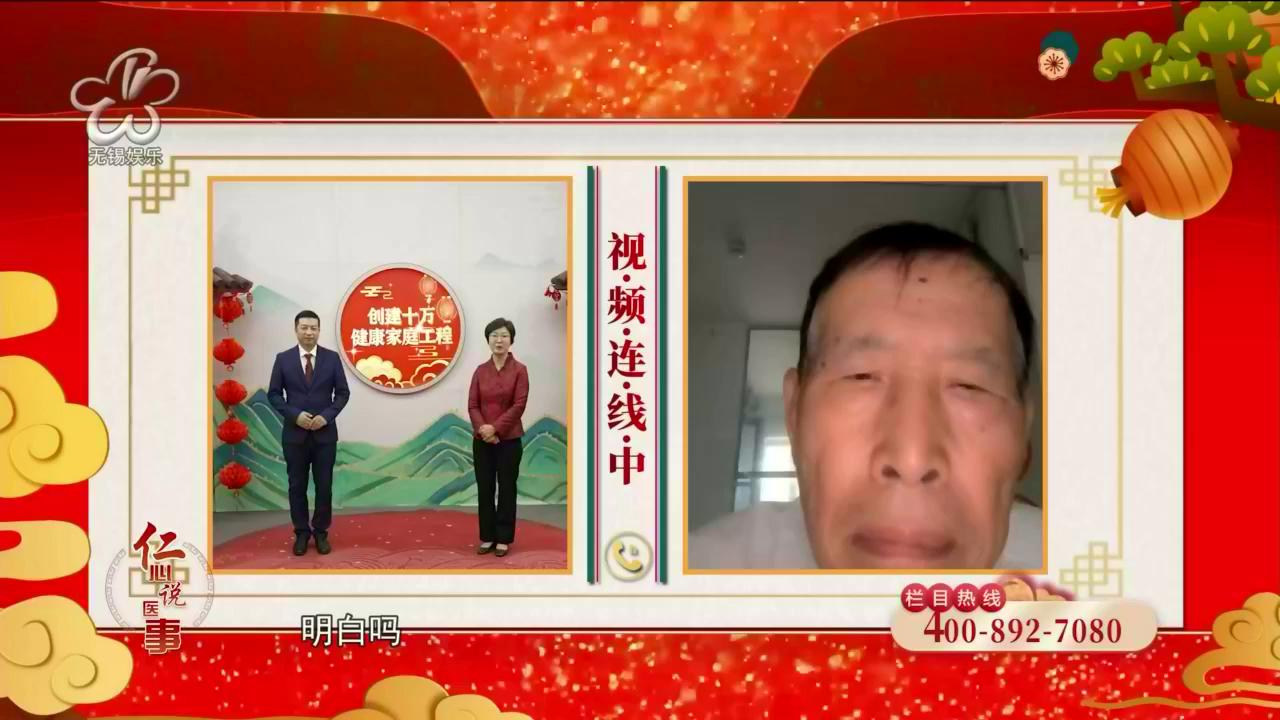 无锡娱乐
创建十万
健康家庭工程
视·频·连·线·中
仁心说
医事
明白吗
栏目热线
400-892-7080